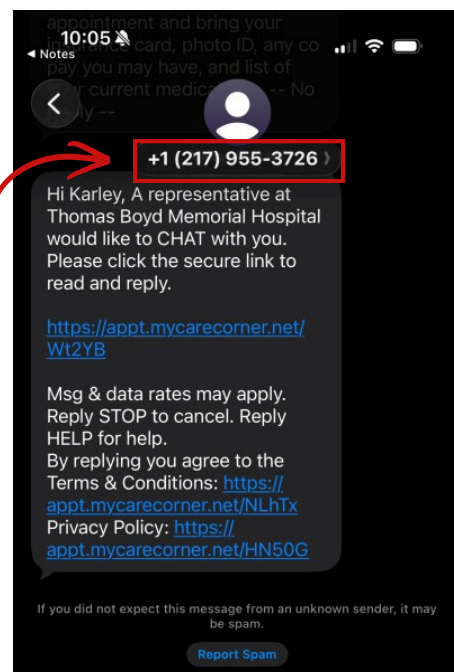 appointment and bring your
10:05
Notes
insurance card, photo ID, any co
pay you may have, and list of
your current medica -- No
ly --
+1 (217) 955-3726 ⟩
Hi Karley, A representative at
Thomas Boyd Memorial Hospital
would like to CHAT with you.
Please click the secure link to
read and reply.
https://appt.mycarecorner.net/
Wt2YB
Msg & data rates may apply.
Reply STOP to cancel. Reply
HELP for help.
By replying you agree to the
Terms & Conditions: https://
appt.mycarecorner.net/NLhTx
Privacy Policy: https://
appt.mycarecorner.net/HN50G
If you did not expect this message from an unknown sender, it may
be spam.
Report Spam